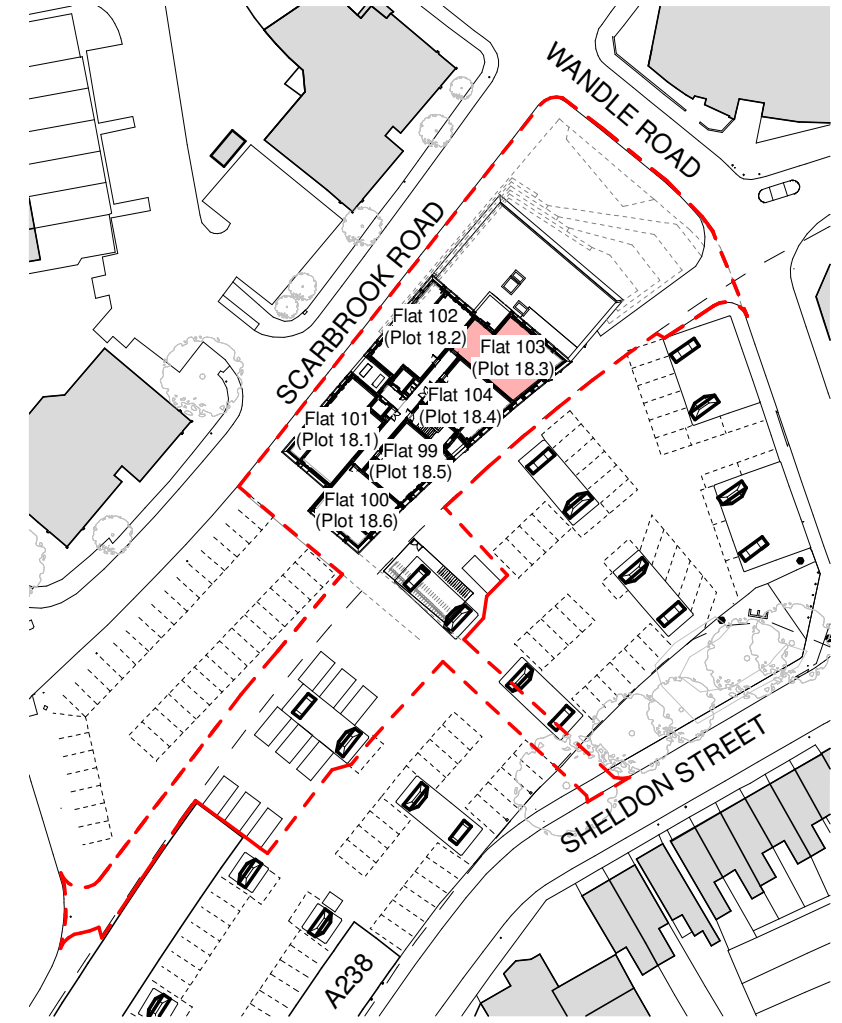 WANDLE ROAD
SCARBROOK ROAD
Flat 102
(Plot 18.2)
Flat 103
(Plot 18.3)
Flat 104
(Plot 18.4)
Flat 101
(Plot 18.1)
Flat 99
(Plot 18.5)
Flat 100
(Plot 18.6)
SHELDON STREET
A238